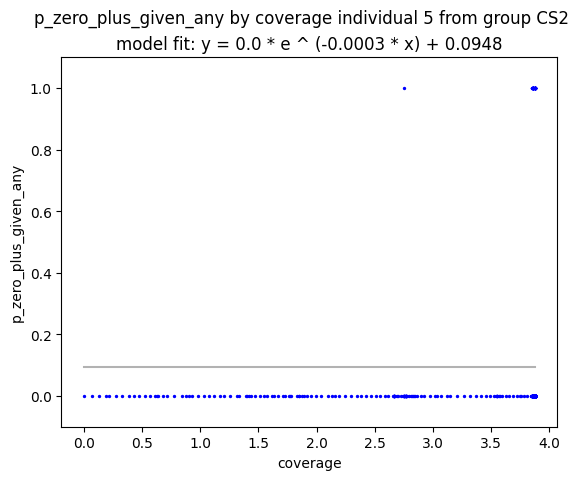 p_zero_plus_given_any by coverage individual 5 from group CS2
model fit: y = 0.0 * e ^ (-0.0003 * x) + 0.0948
1.0
0.8
0.6
0.4
0.2
0.0
p_zero_plus_given_any
0.0 0.5 1.0 1.5 2.0 2.5 3.0 3.5 4.0
coverage